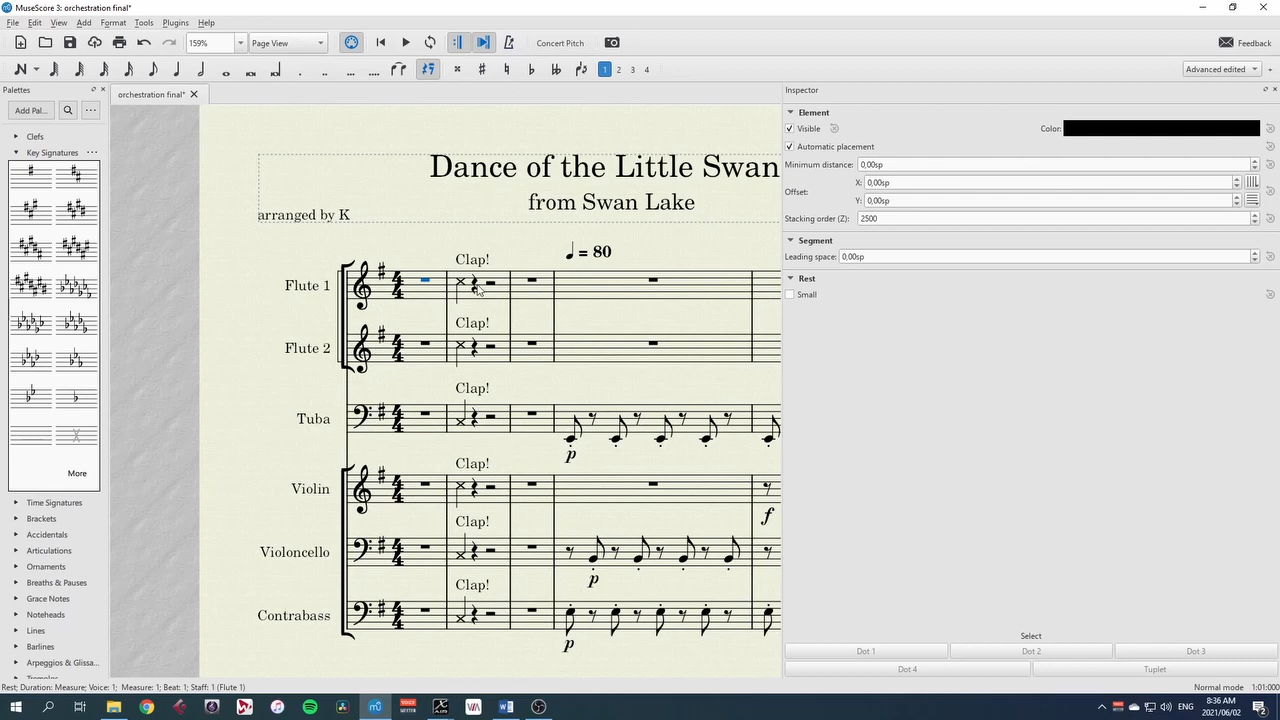 MuseScore 3: orchestration final*
File Edit View Add Format Tools Plugins Help
159% Page View Concert Pitch Feedback
1 2 3 4 Advanced edited
Palettes orchestration final* Inspector
Add Pal...
Clefs
Key Signatures
More
Time Signatures
Brackets
Accidentals
Articulations
Ornaments
Breaths & Pauses
Grace Notes
Noteheads
Lines
Barlines
Arpeggios & Glissa...
Dance of the Little Swan
from Swan Lake
arranged by K
= 80
Clap!
Flute 1
Clap!
Flute 2
Clap!
Tuba
p
Clap!
Violin
f
Clap!
Violoncello
p
Clap!
Contrabass
p
Element
Visible Color:
Automatic placement
Minimum distance: 0,00sp
Offset: X: 0,00sp
Y: 0,00sp
Stacking order (Z): 2500
Segment
Leading space: 0,00sp
Rest
Small
Select
Dot 1 Dot 2 Dot 3
Dot 4 Tuplet
Rest; Duration: Measure; Voice: 1; Measure: 1; Beat: 1; Staff: 1 (Flute 1) Normal mode 1:01:000
ENG 8:36 AM
2021/06/02